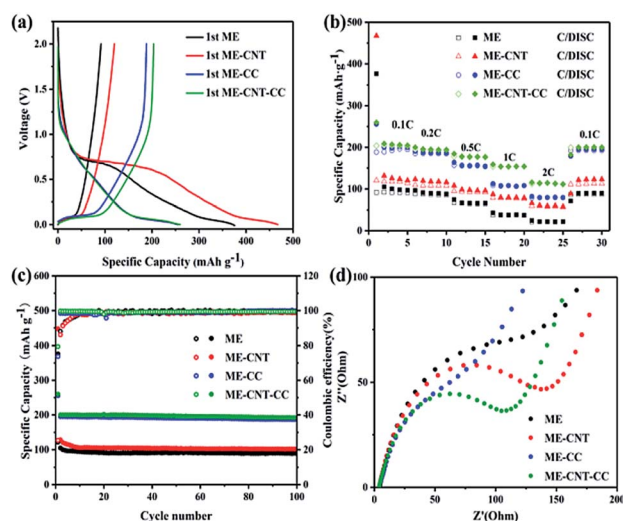 (a)
1st ME
1st ME-CNT
1st ME-CC
1st ME-CNT-CC
Voltage (V)
2.0
1.5
1.0
0.5
0.0
0 100 200 300 400 500
Specific Capacity (mAh g⁻¹)
(b)
ME C/DISC
ME-CNT C/DISC
ME-CC C/DISC
ME-CNT-CC C/DISC
0.1C 0.2C 0.5C 1C 2C 0.1C
Specific Capacity (mAh·g⁻¹)
500
400
300
200
100
0
0 5 10 15 20 25 30
Cycle Number
(c)
ME
ME-CNT
ME-CC
ME-CNT-CC
Specific Capacity (mAh g⁻¹)
600
500
400
300
200
100
0
120
100
80
60
40
20
0
Coulombic efficiency(%)
0 20 40 60 80 100
Cycle number
(d)
ME
ME-CNT
ME-CC
ME-CNT-CC
Z''(Ohm)
100
50
0
0 50 100 150 200
Z'(Ohm)